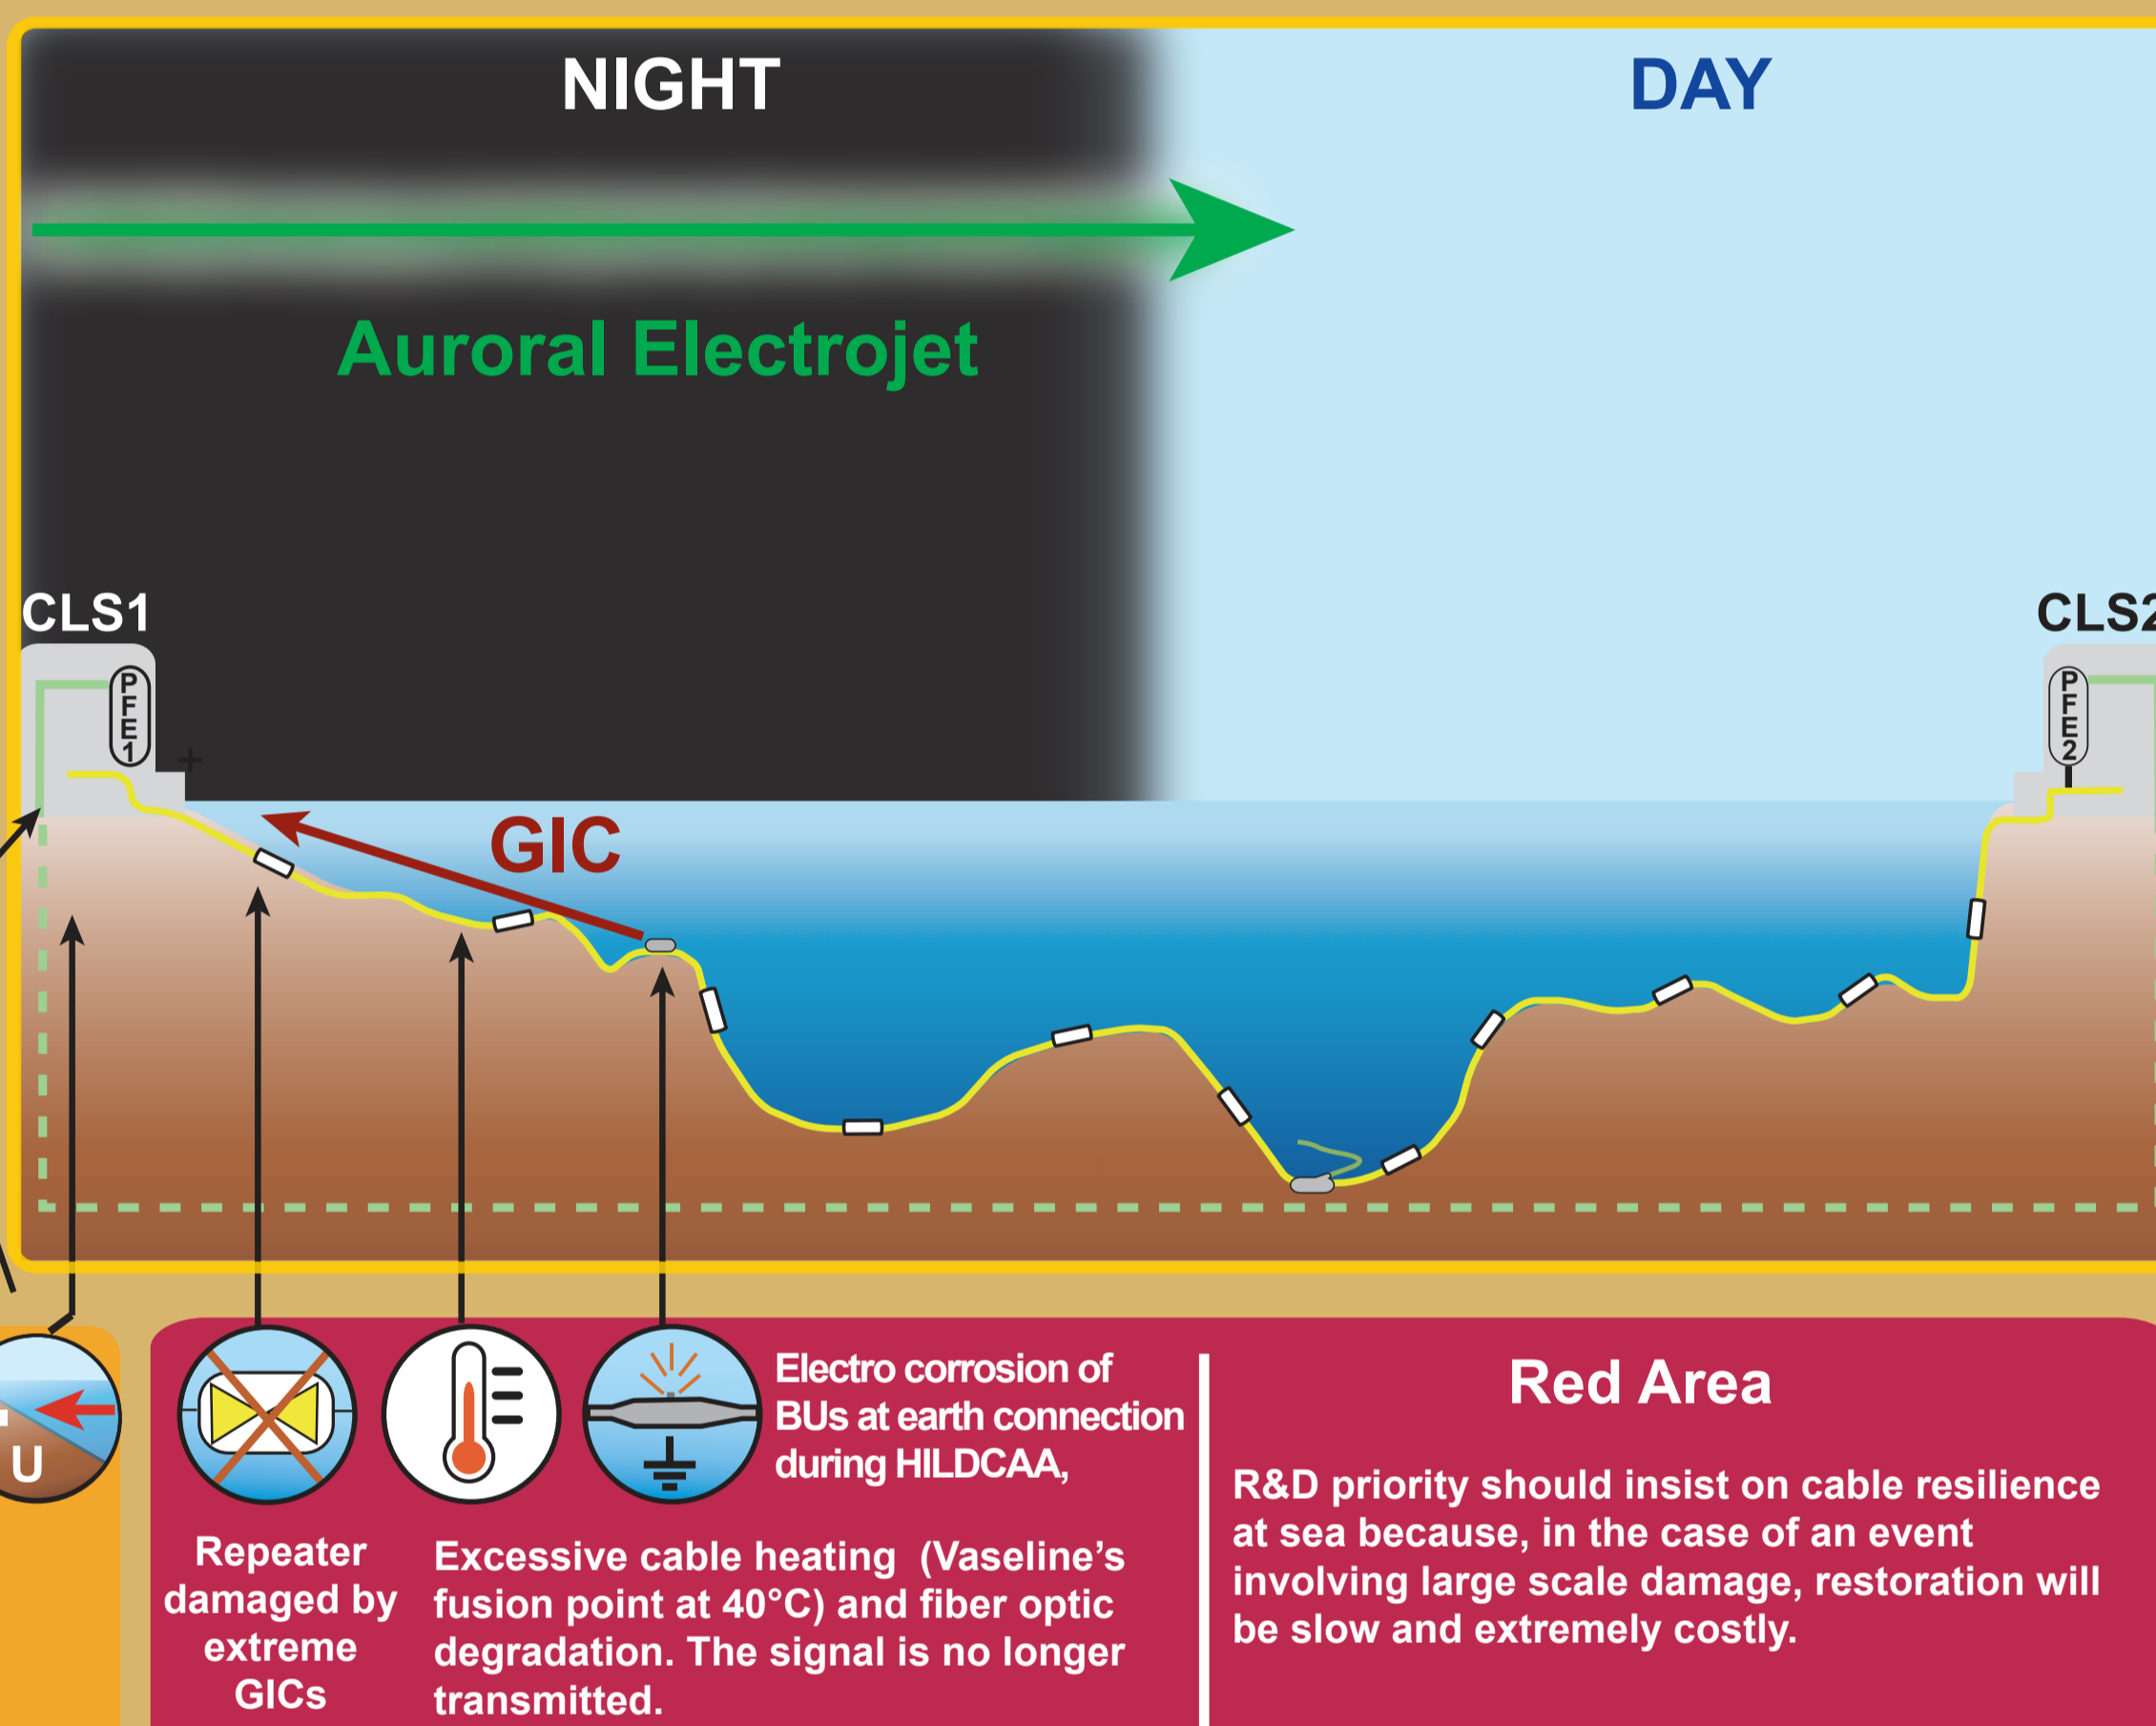 NIGHT
DAY
Auroral Electrojet
CLS1
CLS2
PFE1
PFE2
+
GIC
U
Electro corrosion of
BUs at earth connection
during HILDCAA,
Repeater
damaged by
extreme
GICs
Excessive cable heating (Vaseline’s
fusion point at 40°C) and fiber optic
degradation. The signal is no longer
transmitted.
Red Area
R&D priority should insist on cable resilience
at sea because, in the case of an event
involving large scale damage, restoration will
be slow and extremely costly.